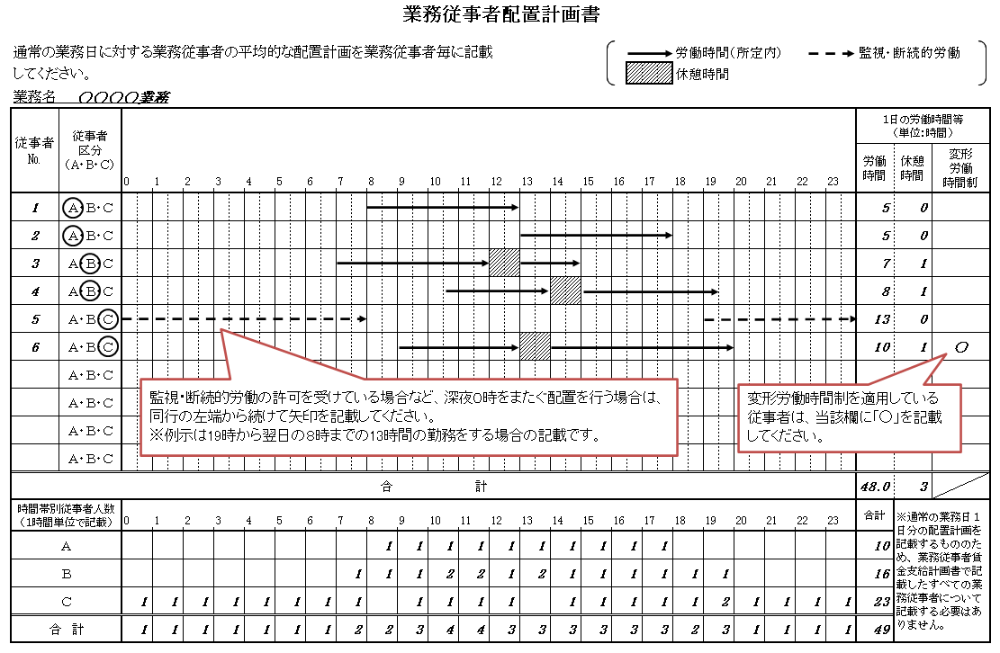 業務従事者配置計画書
通常の業務日に対する業務従事者の平均的な配置計画を業務従事者毎に記載
してください。
労働時間(所定内)
監視・断続的労働
休憩時間
業務名 〇〇〇〇業務
従事者
No.
従事者
区分
(A・B・C)
0 1 2 3 4 5 6 7 8 9 10 11 12 13 14 15 16 17 18 19 20 21 22 23
1日の労働時間等
(単位:時間)
労働
時間
休憩
時間
変形
労働
時間制
1 A・B・C 5 0
2 A・B・C 5 0
3 A・B・C 7 1
4 A・B・C 8 1
5 A・B・C 13 0
6 A・B・C 10 1 〇
A・B・C
A・B・C
A・B・C
A・B・C
監視・断続的労働の許可を受けている場合など、深夜0時をまたぐ配置を行う場合は、
同行の左端から続けて矢印を記載してください。
※例示は19時から翌日の8時までの13時間の勤務をする場合の記載です。
変形労働時間制を適用している
従事者は、当該欄に「〇」を記載
してください。
合 計 48.0 3
時間帯別従事者人数
(1時間単位で記載)
0 1 2 3 4 5 6 7 8 9 10 11 12 13 14 15 16 17 18 19 20 21 22 23 合計
A 1 1 1 1 1 1 1 1 1 1 10
B 1 1 1 2 2 1 2 1 1 1 1 1 1 16
C 1 1 1 1 1 1 1 1 1 1 1 1 1 1 1 1 1 2 1 1 1 1 23
合 計 1 1 1 1 1 1 1 2 2 3 4 4 3 3 3 3 3 3 2 3 1 1 1 1 49
※通常の業務日1
日分の配置計画を
記載するもののた
め、業務従事者賃
金支給計画書で記
載したすべての業
務従事者について
記載する必要はあ
りません。